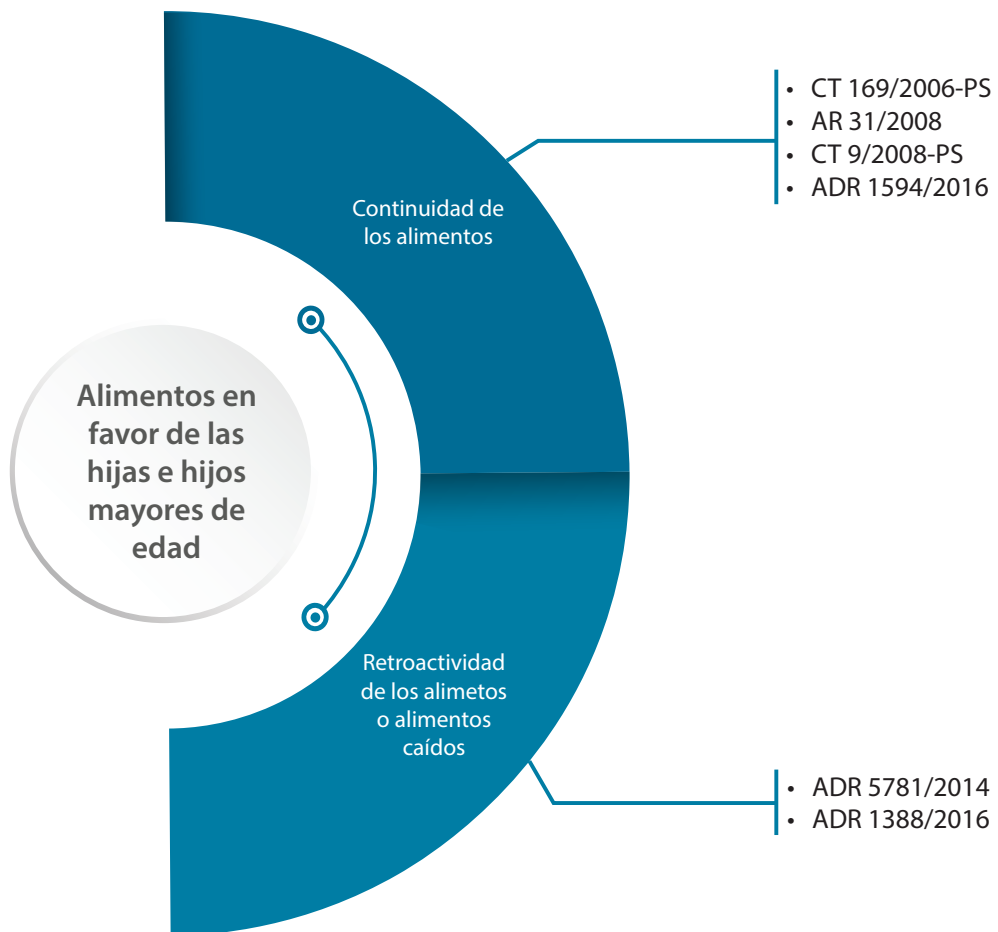 Alimentos en
favor de las
hijas e hijos
mayores de
edad
Continuidad de
los alimentos
• CT 169/2006-PS
• AR 31/2008
• CT 9/2008-PS
• ADR 1594/2016
Retroactividad
de los alimetos
o alimentos
caídos
• ADR 5781/2014
• ADR 1388/2016